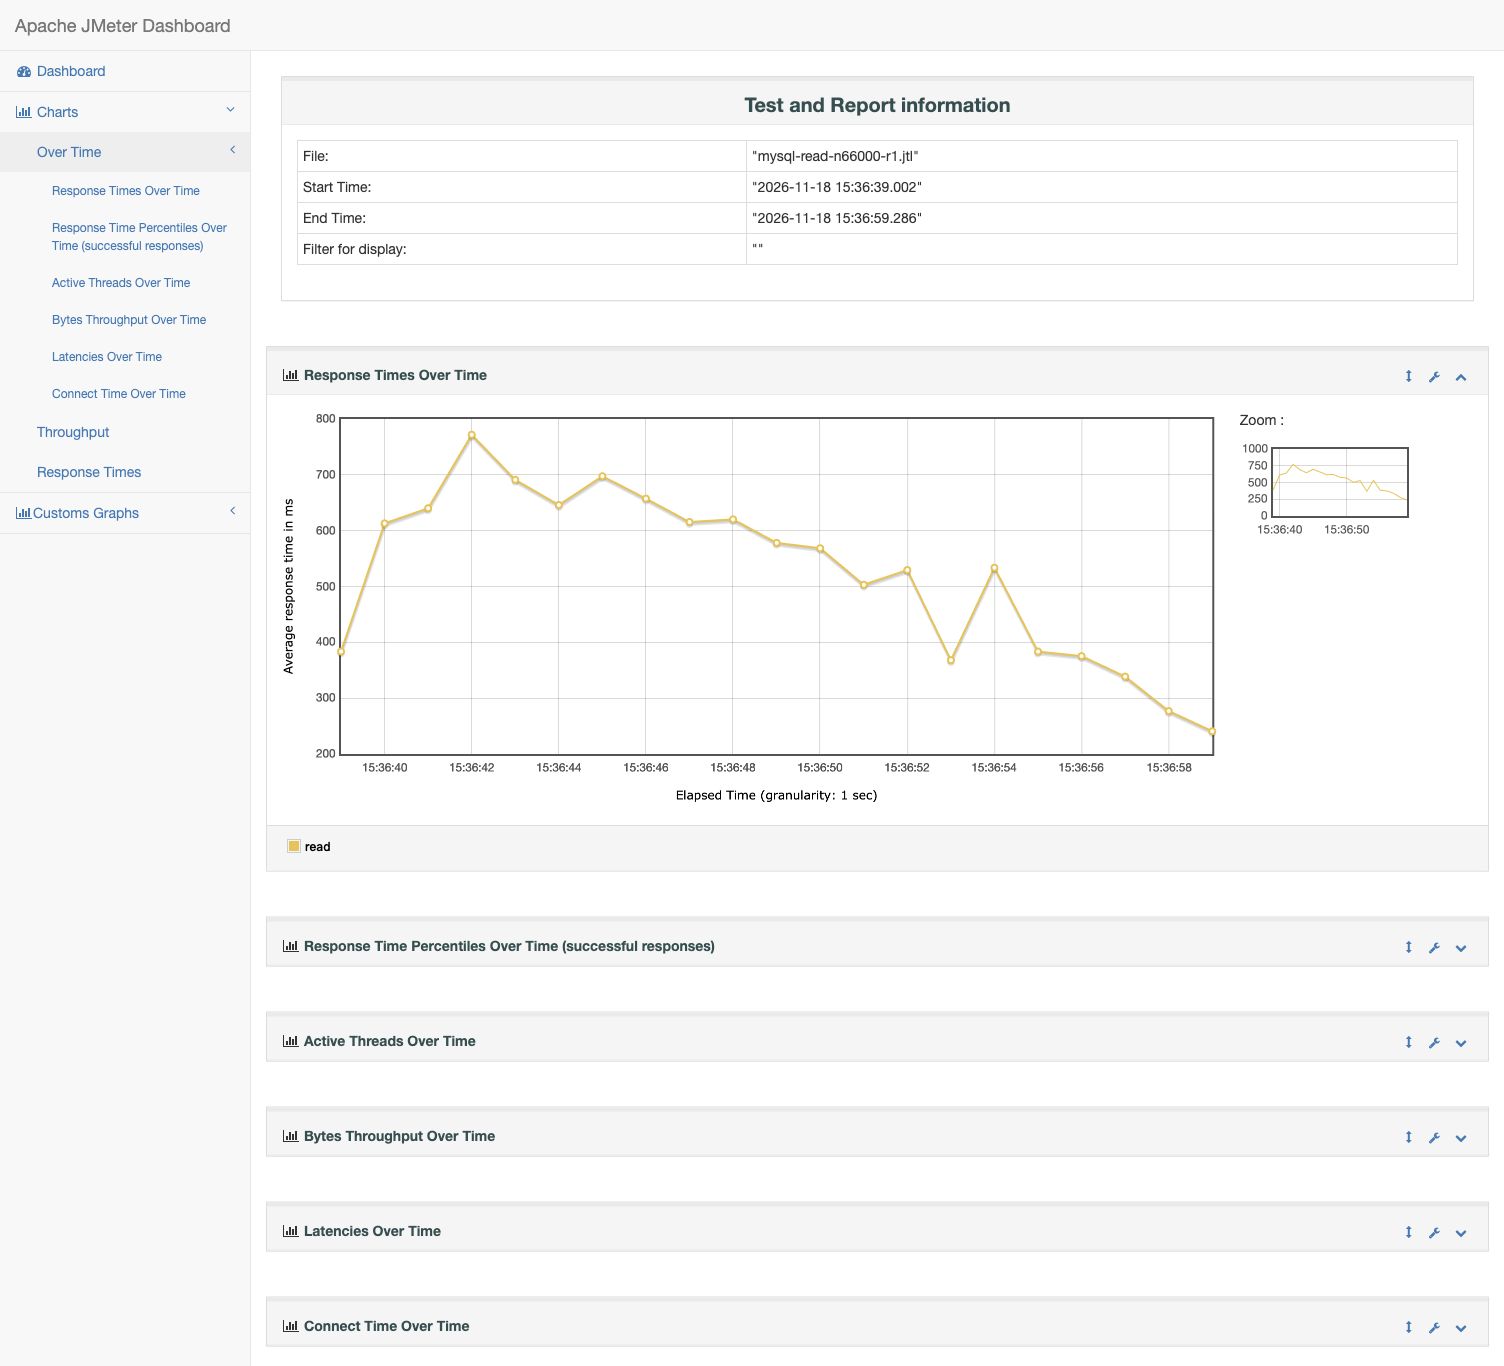 Apache JMeter Dashboard
Dashboard
Charts
Over Time
Response Times Over Time
Response Time Percentiles Over
Time (successful responses)
Active Threads Over Time
Bytes Throughput Over Time
Latencies Over Time
Connect Time Over Time
Throughput
Response Times
Customs Graphs
Test and Report information
File: "mysql-read-n66000-r1.jtl"
Start Time: "2026-11-18 15:36:39.002"
End Time: "2026-11-18 15:36:59.286"
Filter for display: ""
Response Times Over Time
800
700
600
500
400
300
200
Average response time in ms
15:36:40 15:36:42 15:36:44 15:36:46 15:36:48 15:36:50 15:36:52 15:36:54 15:36:56 15:36:58
Elapsed Time (granularity: 1 sec)
Zoom :
1000
750
500
250
0
15:36:40 15:36:50
read
Response Time Percentiles Over Time (successful responses)
Active Threads Over Time
Bytes Throughput Over Time
Latencies Over Time
Connect Time Over Time